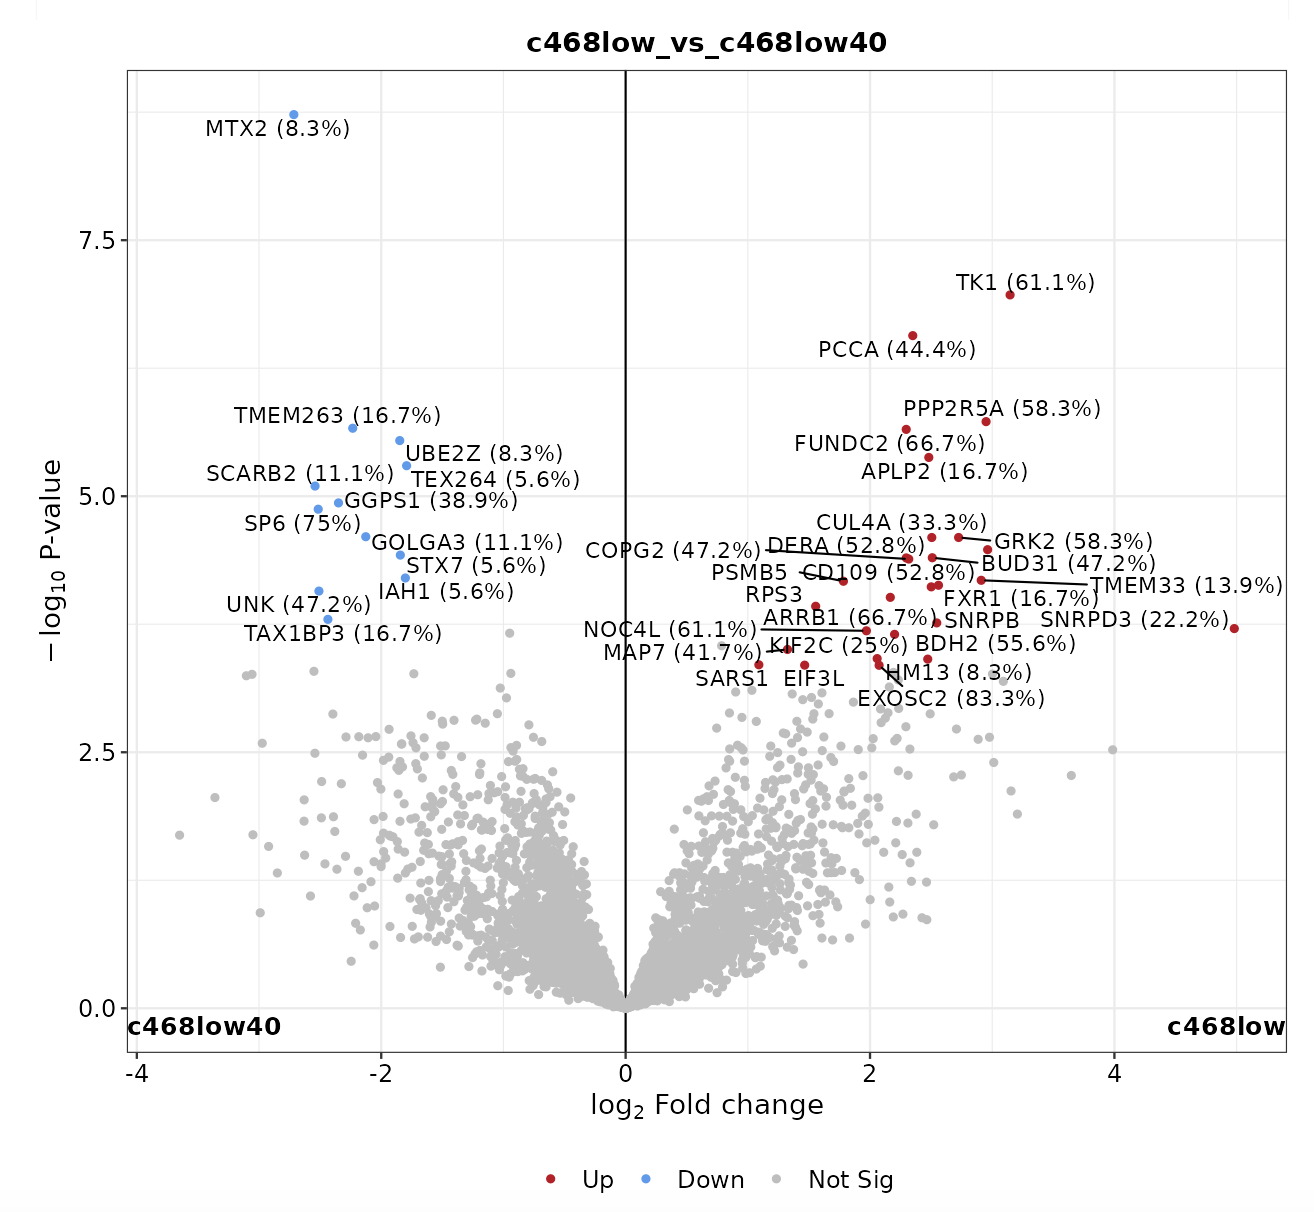 c468low_vs_c468low40
MTX2 (8.3%)
7.5
TK1 (61.1%)
PCCA (44.4%)
TMEM263 (16.7%)
PPP2R5A (58.3%)
UBE2Z (8.3%)
FUNDC2 (66.7%)
SCARB2 (11.1%)
TEX264 (5.6%)
APLP2 (16.7%)
5.0
GGPS1 (38.9%)
SP6 (75%)
CUL4A (33.3%)
GOLGA3 (11.1%)
COPG2 (47.2%)
DERA (52.8%)
GRK2 (58.3%)
STX7 (5.6%)
BUD31 (47.2%)
PSMB5
CD109 (52.8%)
TMEM33 (13.9%)
IAH1 (5.6%)
RPS3
FXR1 (16.7%)
UNK (47.2%)
ARRB1 (66.7%)
SNRPB
SNRPD3 (22.2%)
TAX1BP3 (16.7%)
NOC4L (61.1%)
MAP7 (41.7%)
KIF2C (25%)
BDH2 (55.6%)
SARS1
EIF3L
HM13 (8.3%)
EXOSC2 (83.3%)
2.5
0.0
c468low40
c468low
-4
-2
0
2
4
− log10 P-value
log2 Fold change
Up
Down
Not Sig